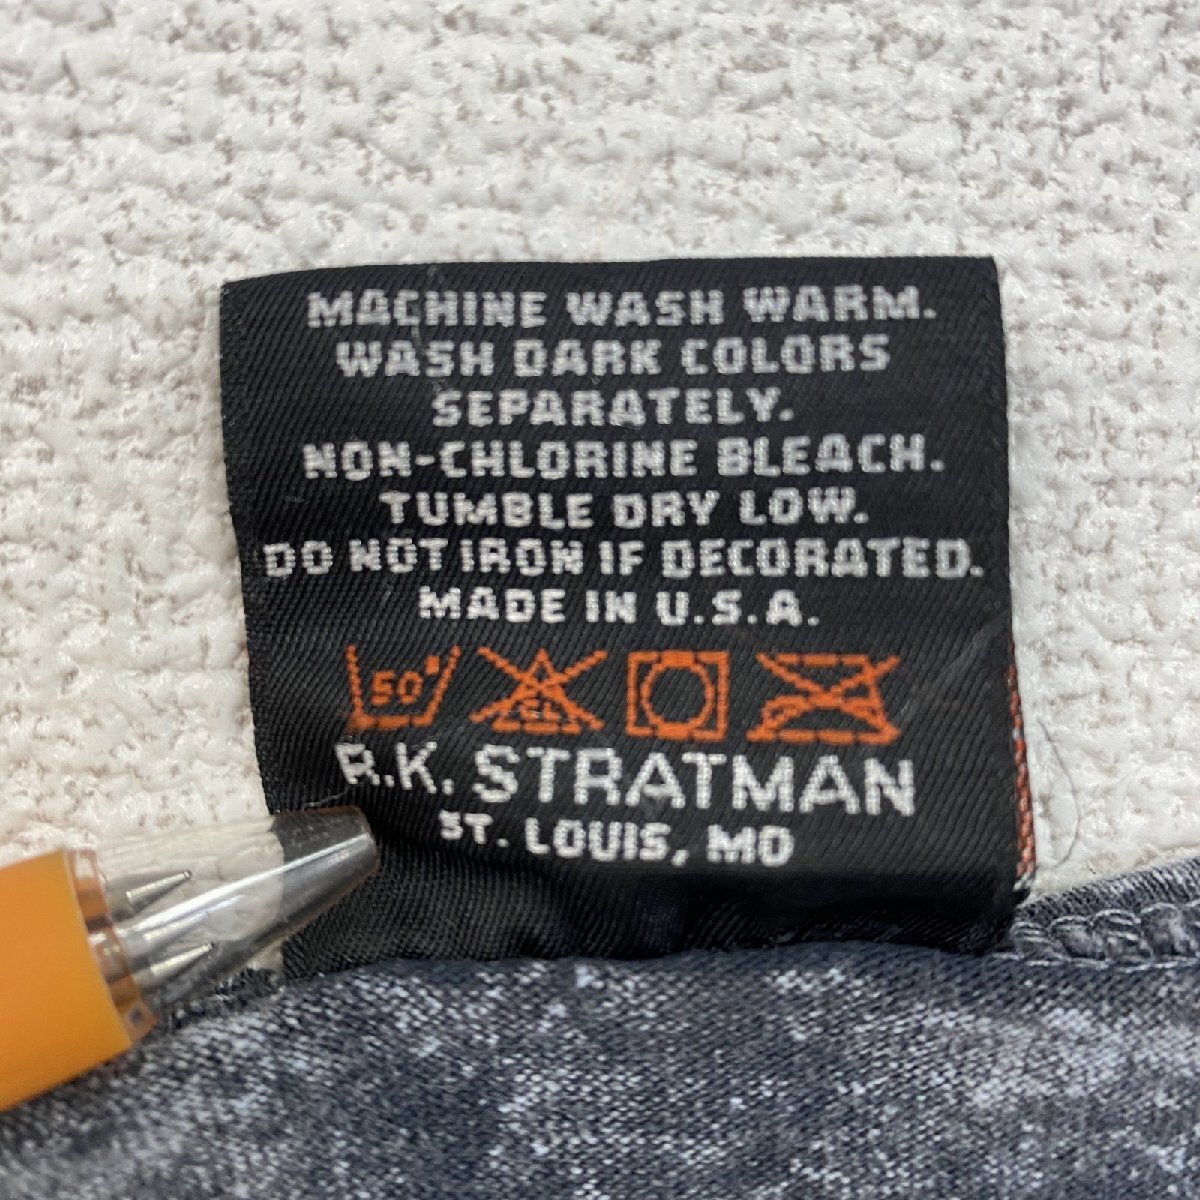 MACHINE WASH WARM.
WASH DARK COLORS
SEPARATELY.
NON-CHLORINE BLEACH.
TUMBLE DRY LOW.
DO NOT IRON IF DECORATED.
MADE IN U.S.A.
50° CL
R.K. STRATMAN
ST. LOUIS, MO